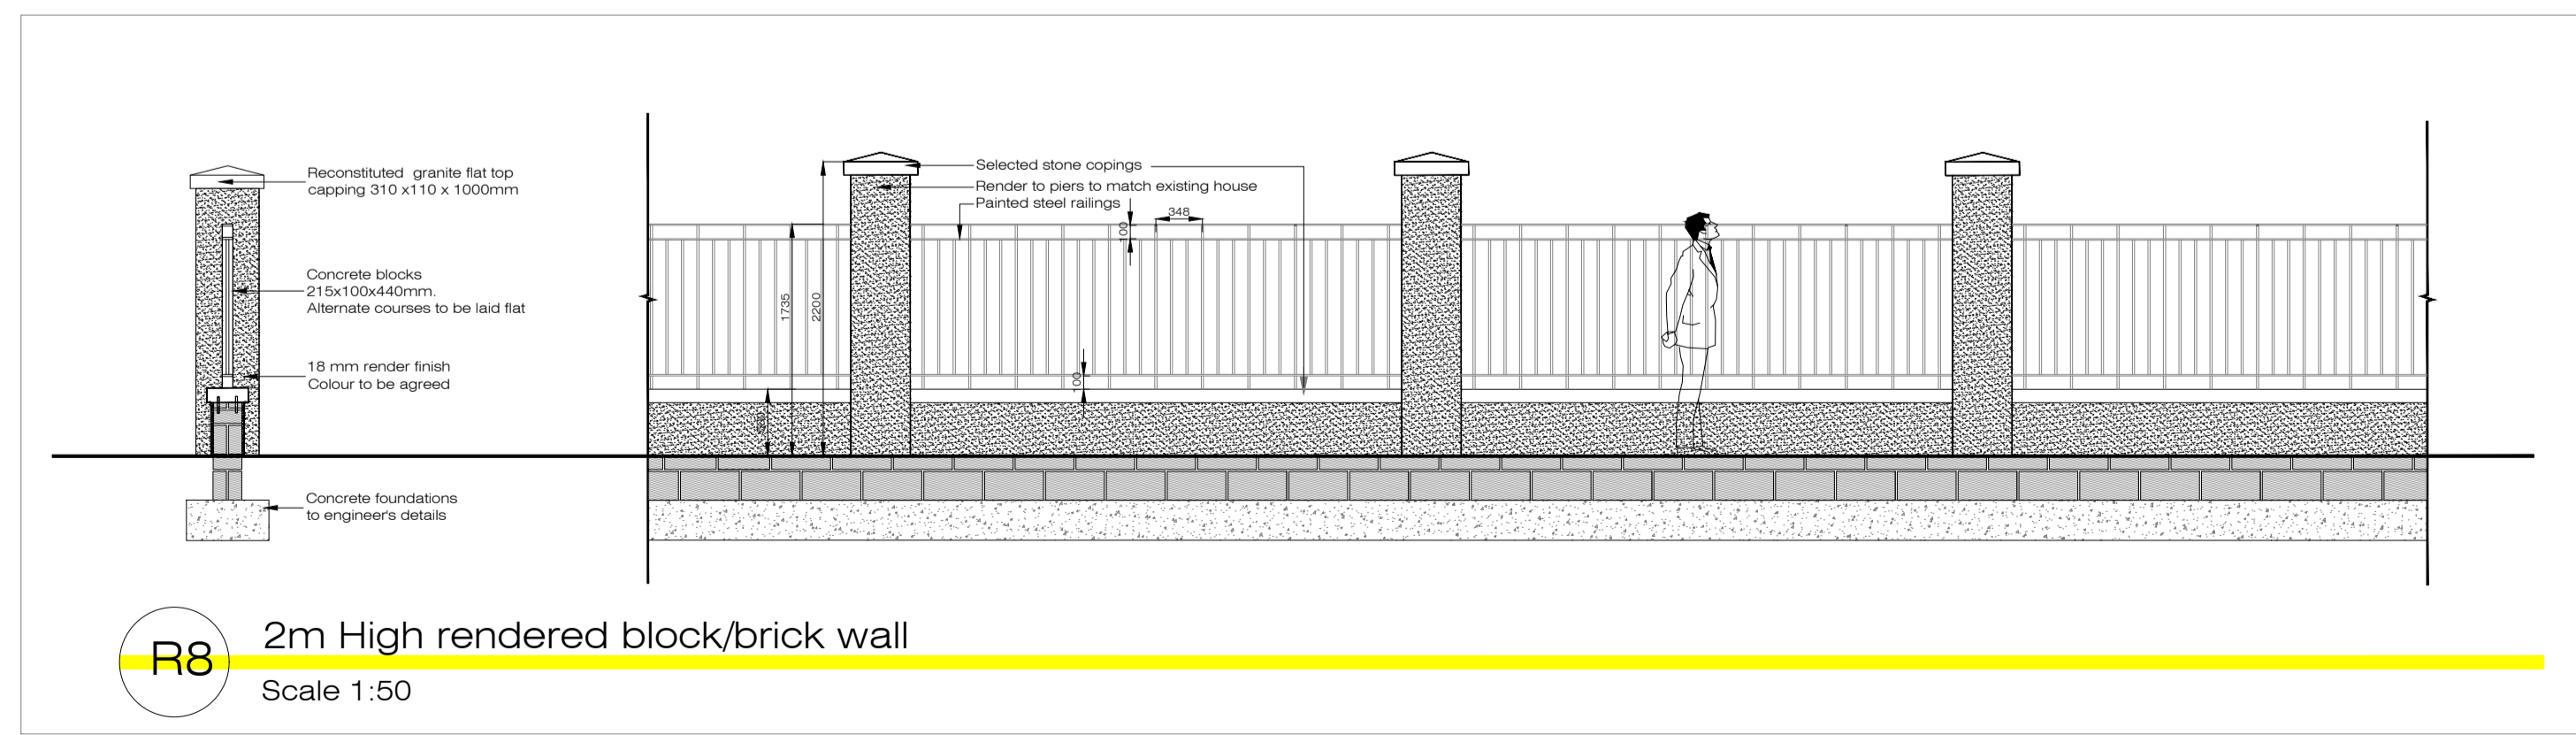 Reconstituted granite flat top
capping 310 x110 x 1000mm
Concrete blocks
215x100x440mm.
Alternate courses to be laid flat
18 mm render finish
Colour to be agreed
Concrete foundations
to engineer's details
Selected stone copings
Render to piers to match existing house
Painted steel railings
348
100
1735
2200
100
R8
2m High rendered block/brick wall
Scale 1:50